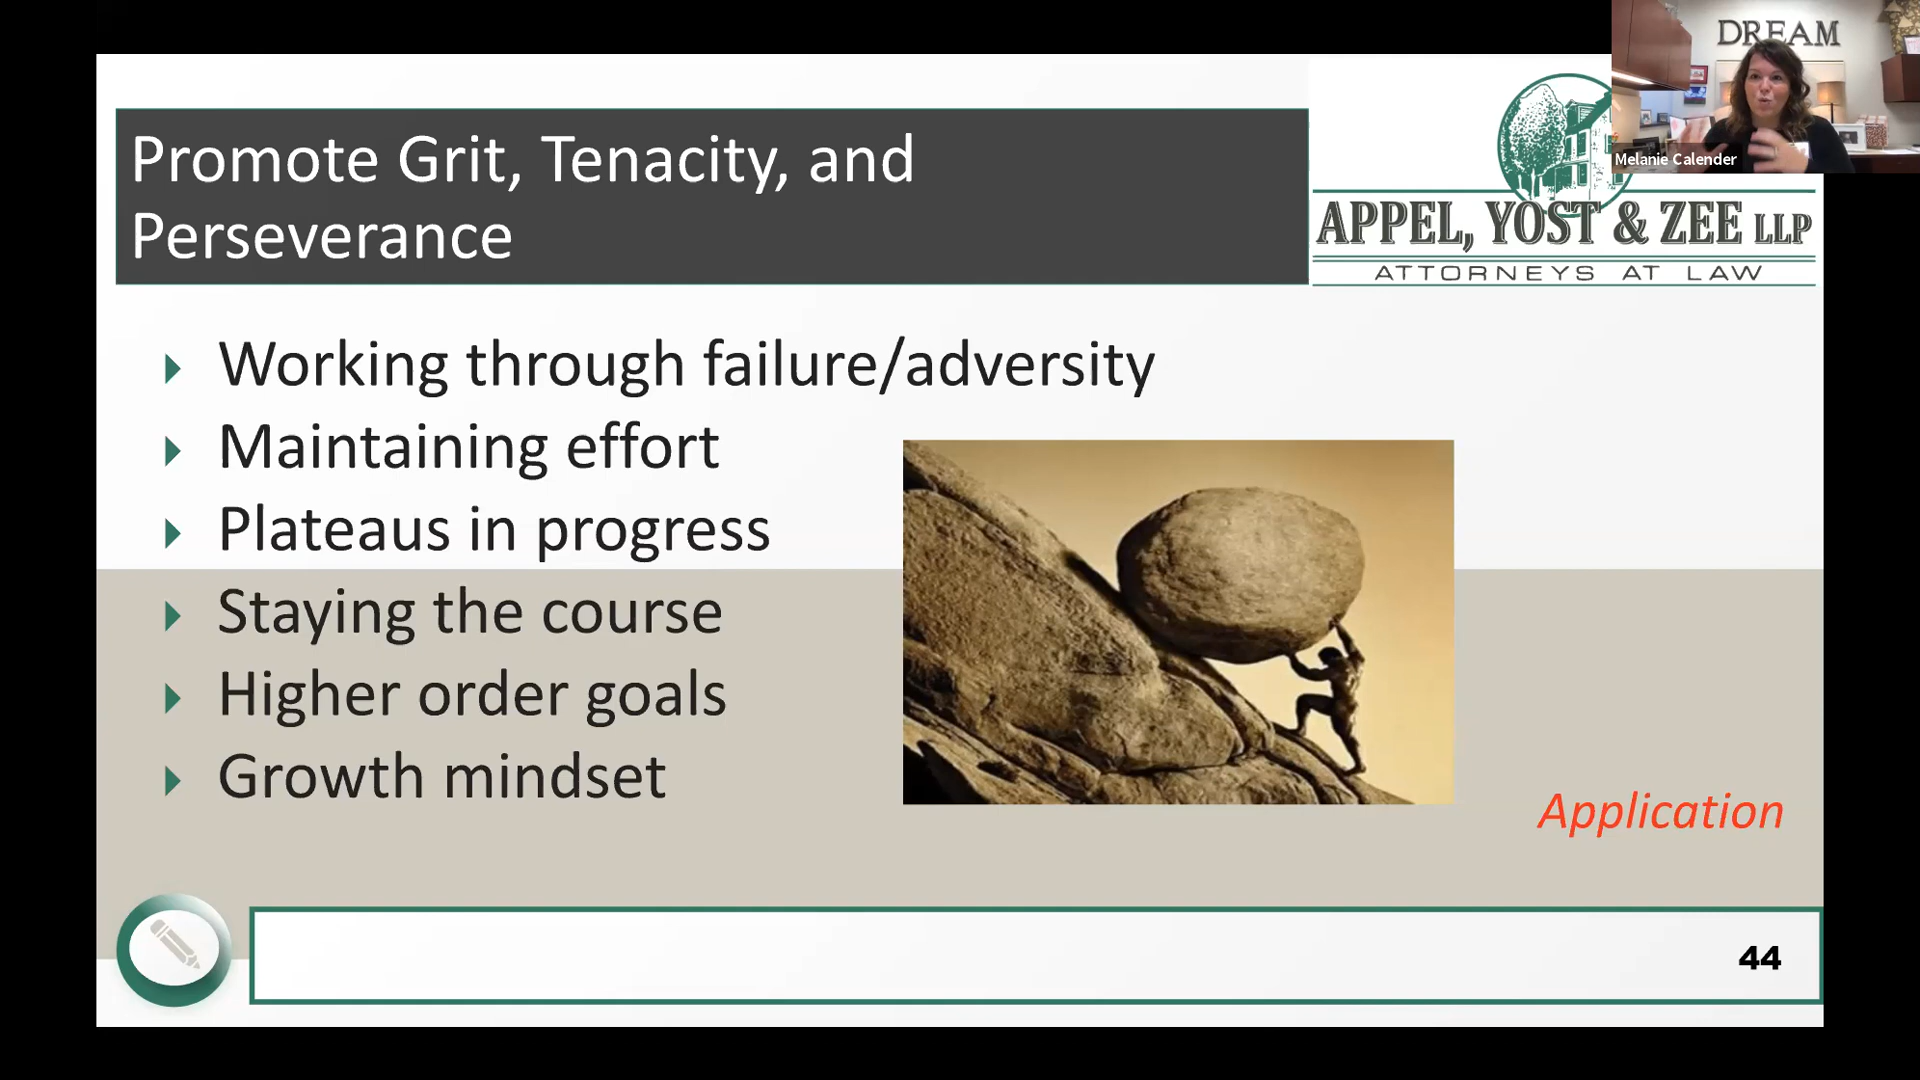 Promote Grit, Tenacity, and
Perseverance
DREAM
Melanie Calender
APPEL, YOST & ZEE LLP
ATTORNEYS AT LAW
Working through failure/adversity
Maintaining effort
Plateaus in progress
Staying the course
Higher order goals
Growth mindset
Application
44